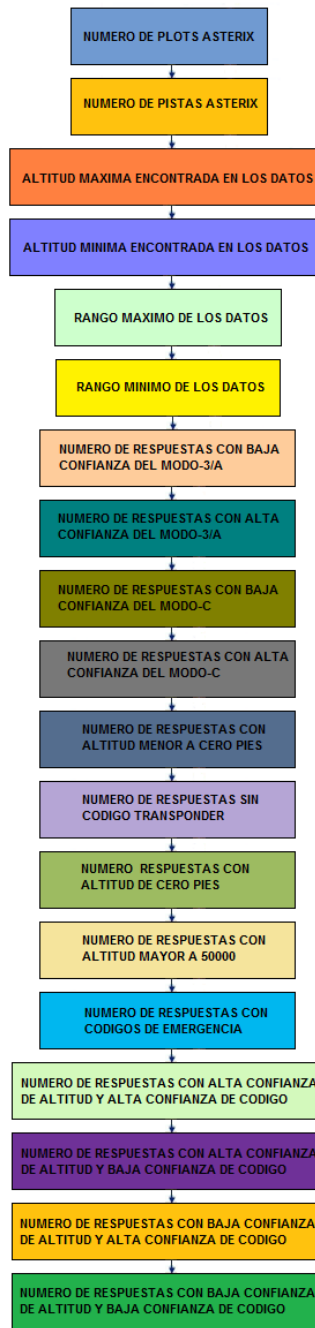 NUMERO DE PLOTS ASTERIX
NUMERO DE PISTAS ASTERIX
ALTITUD MAXIMA ENCONTRADA EN LOS DATOS
ALTITUD MINIMA ENCONTRADA EN LOS DATOS
RANGO MAXIMO DE LOS DATOS
RANGO MINIMO DE LOS DATOS
NUMERO DE RESPUESTAS CON BAJA
CONFIANZA DEL MODO-3/A
NUMERO DE RESPUESTAS CON ALTA
CONFIANZA DEL MODO-3/A
NUMERO DE RESPUESTAS CON BAJA
CONFIANZA DEL MODO-C
NUMERO DE RESPUESTAS CON ALTA
CONFIANZA DEL MODO-C
NUMERO DE RESPUESTAS CON
ALTITUD MENOR A CERO PIES
NUMERO DE RESPUESTAS SIN
CODIGO TRANSPONDER
NUMERO RESPUESTAS CON
ALTITUD DE CERO PIES
NUMERO DE RESPUESTAS CON
ALTITUD MAYOR A 50000
NUMERO DE RESPUESTAS CON
CODIGOS DE EMERGENCIA
NUMERO DE RESPUESTAS CON ALTA CONFIANZA
DE ALTITUD Y ALTA CONFIANZA DE CODIGO
NUMERO DE RESPUESTAS CON ALTA CONFIANZA
DE ALTITUD Y BAJA CONFIANZA DE CODIGO
NUMERO DE RESPUESTAS CON BAJA CONFIANZA
DE ALTITUD Y ALTA CONFIANZA DE CODIGO
NUMERO DE RESPUESTAS CON BAJA CONFIANZA
DE ALTITUD Y BAJA CONFIANZA DE CODIGO